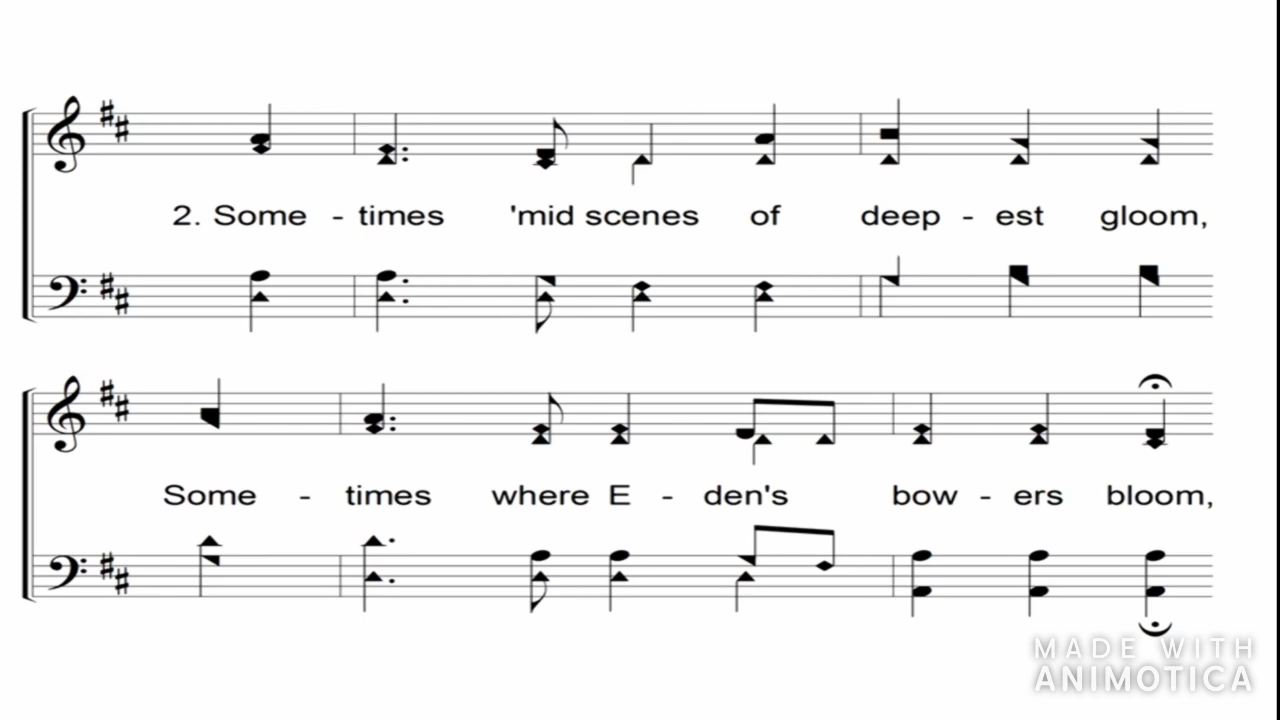 2. Some - times 'mid scenes of deep - est gloom,
Some - times where E - den's bow - ers bloom,
MADE WITH
ANIMOTICA